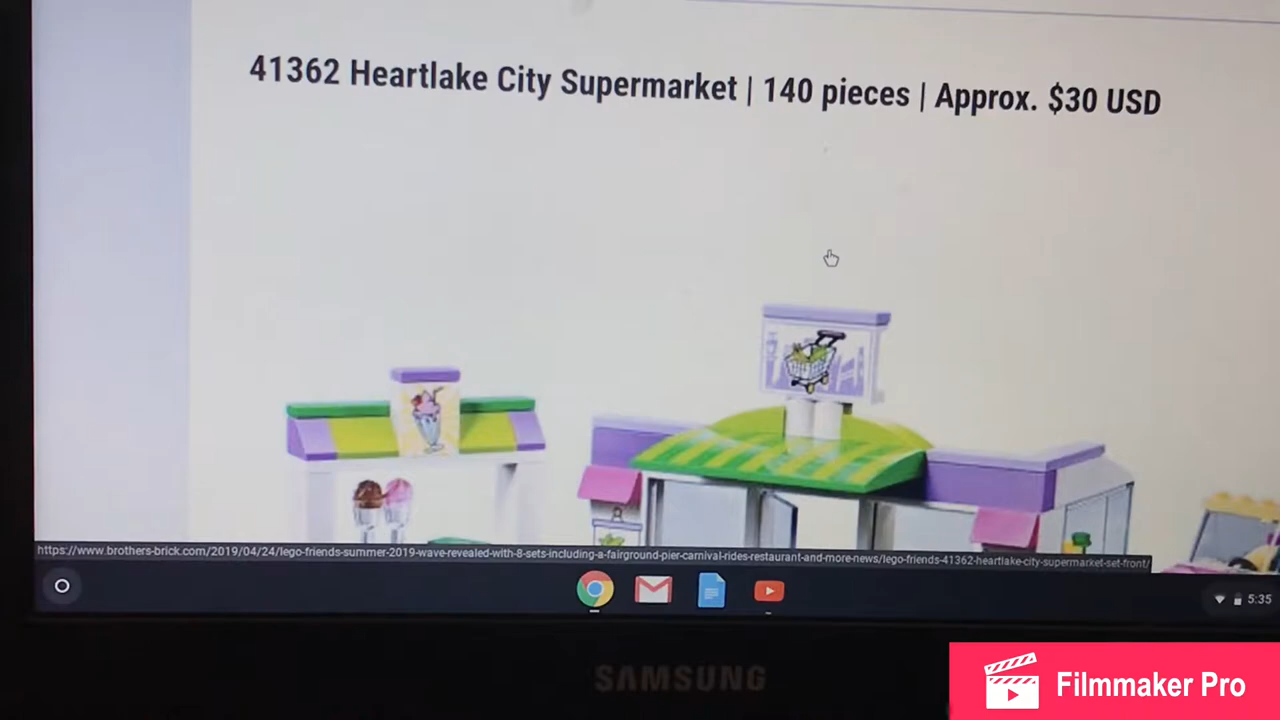 41362 Heartlake City Supermarket | 140 pieces | Approx. $30 USD
https://www.brothers-brick.com/2019/04/24/lego-friends-summer-2019-wave-revealed-with-8-sets-including-a-fairground-pier-carnival-rides-restaurant-and-more-news/lego-friends-41362-heartlake-city-supermarket-set-front/
5:35
SAMSUNG
Filmmaker Pro